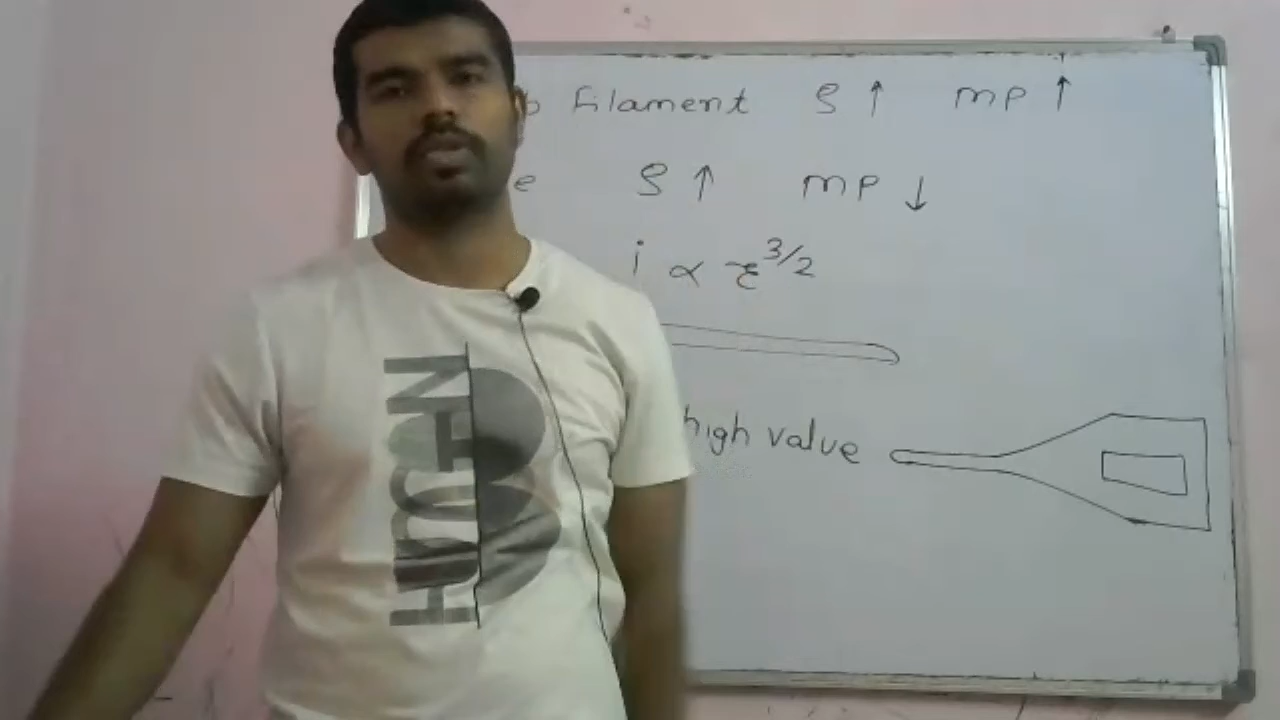 Filament ρ ↑ mp ↑
e ρ ↑ mp ↓
i ∝ r^3/2
high value